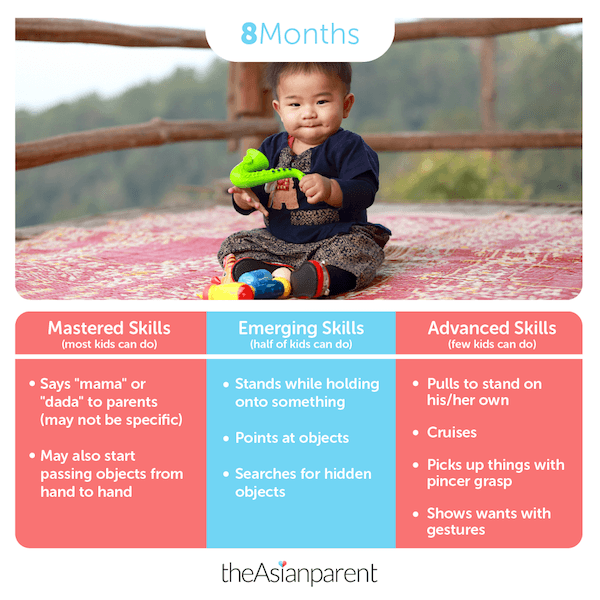 8Months
Mastered Skills
(most kids can do)
• Says "mama" or
"dada" to parents
(may not be specific)
• May also start
passing objects from
hand to hand
Emerging Skills
(half of kids can do)
• Stands while holding
onto something
• Points at objects
• Searches for hidden
objects
Advanced Skills
(few kids can do)
• Pulls to stand on
his/her own
• Cruises
• Picks up things with
pincer grasp
• Shows wants with
gestures
theAsianparent